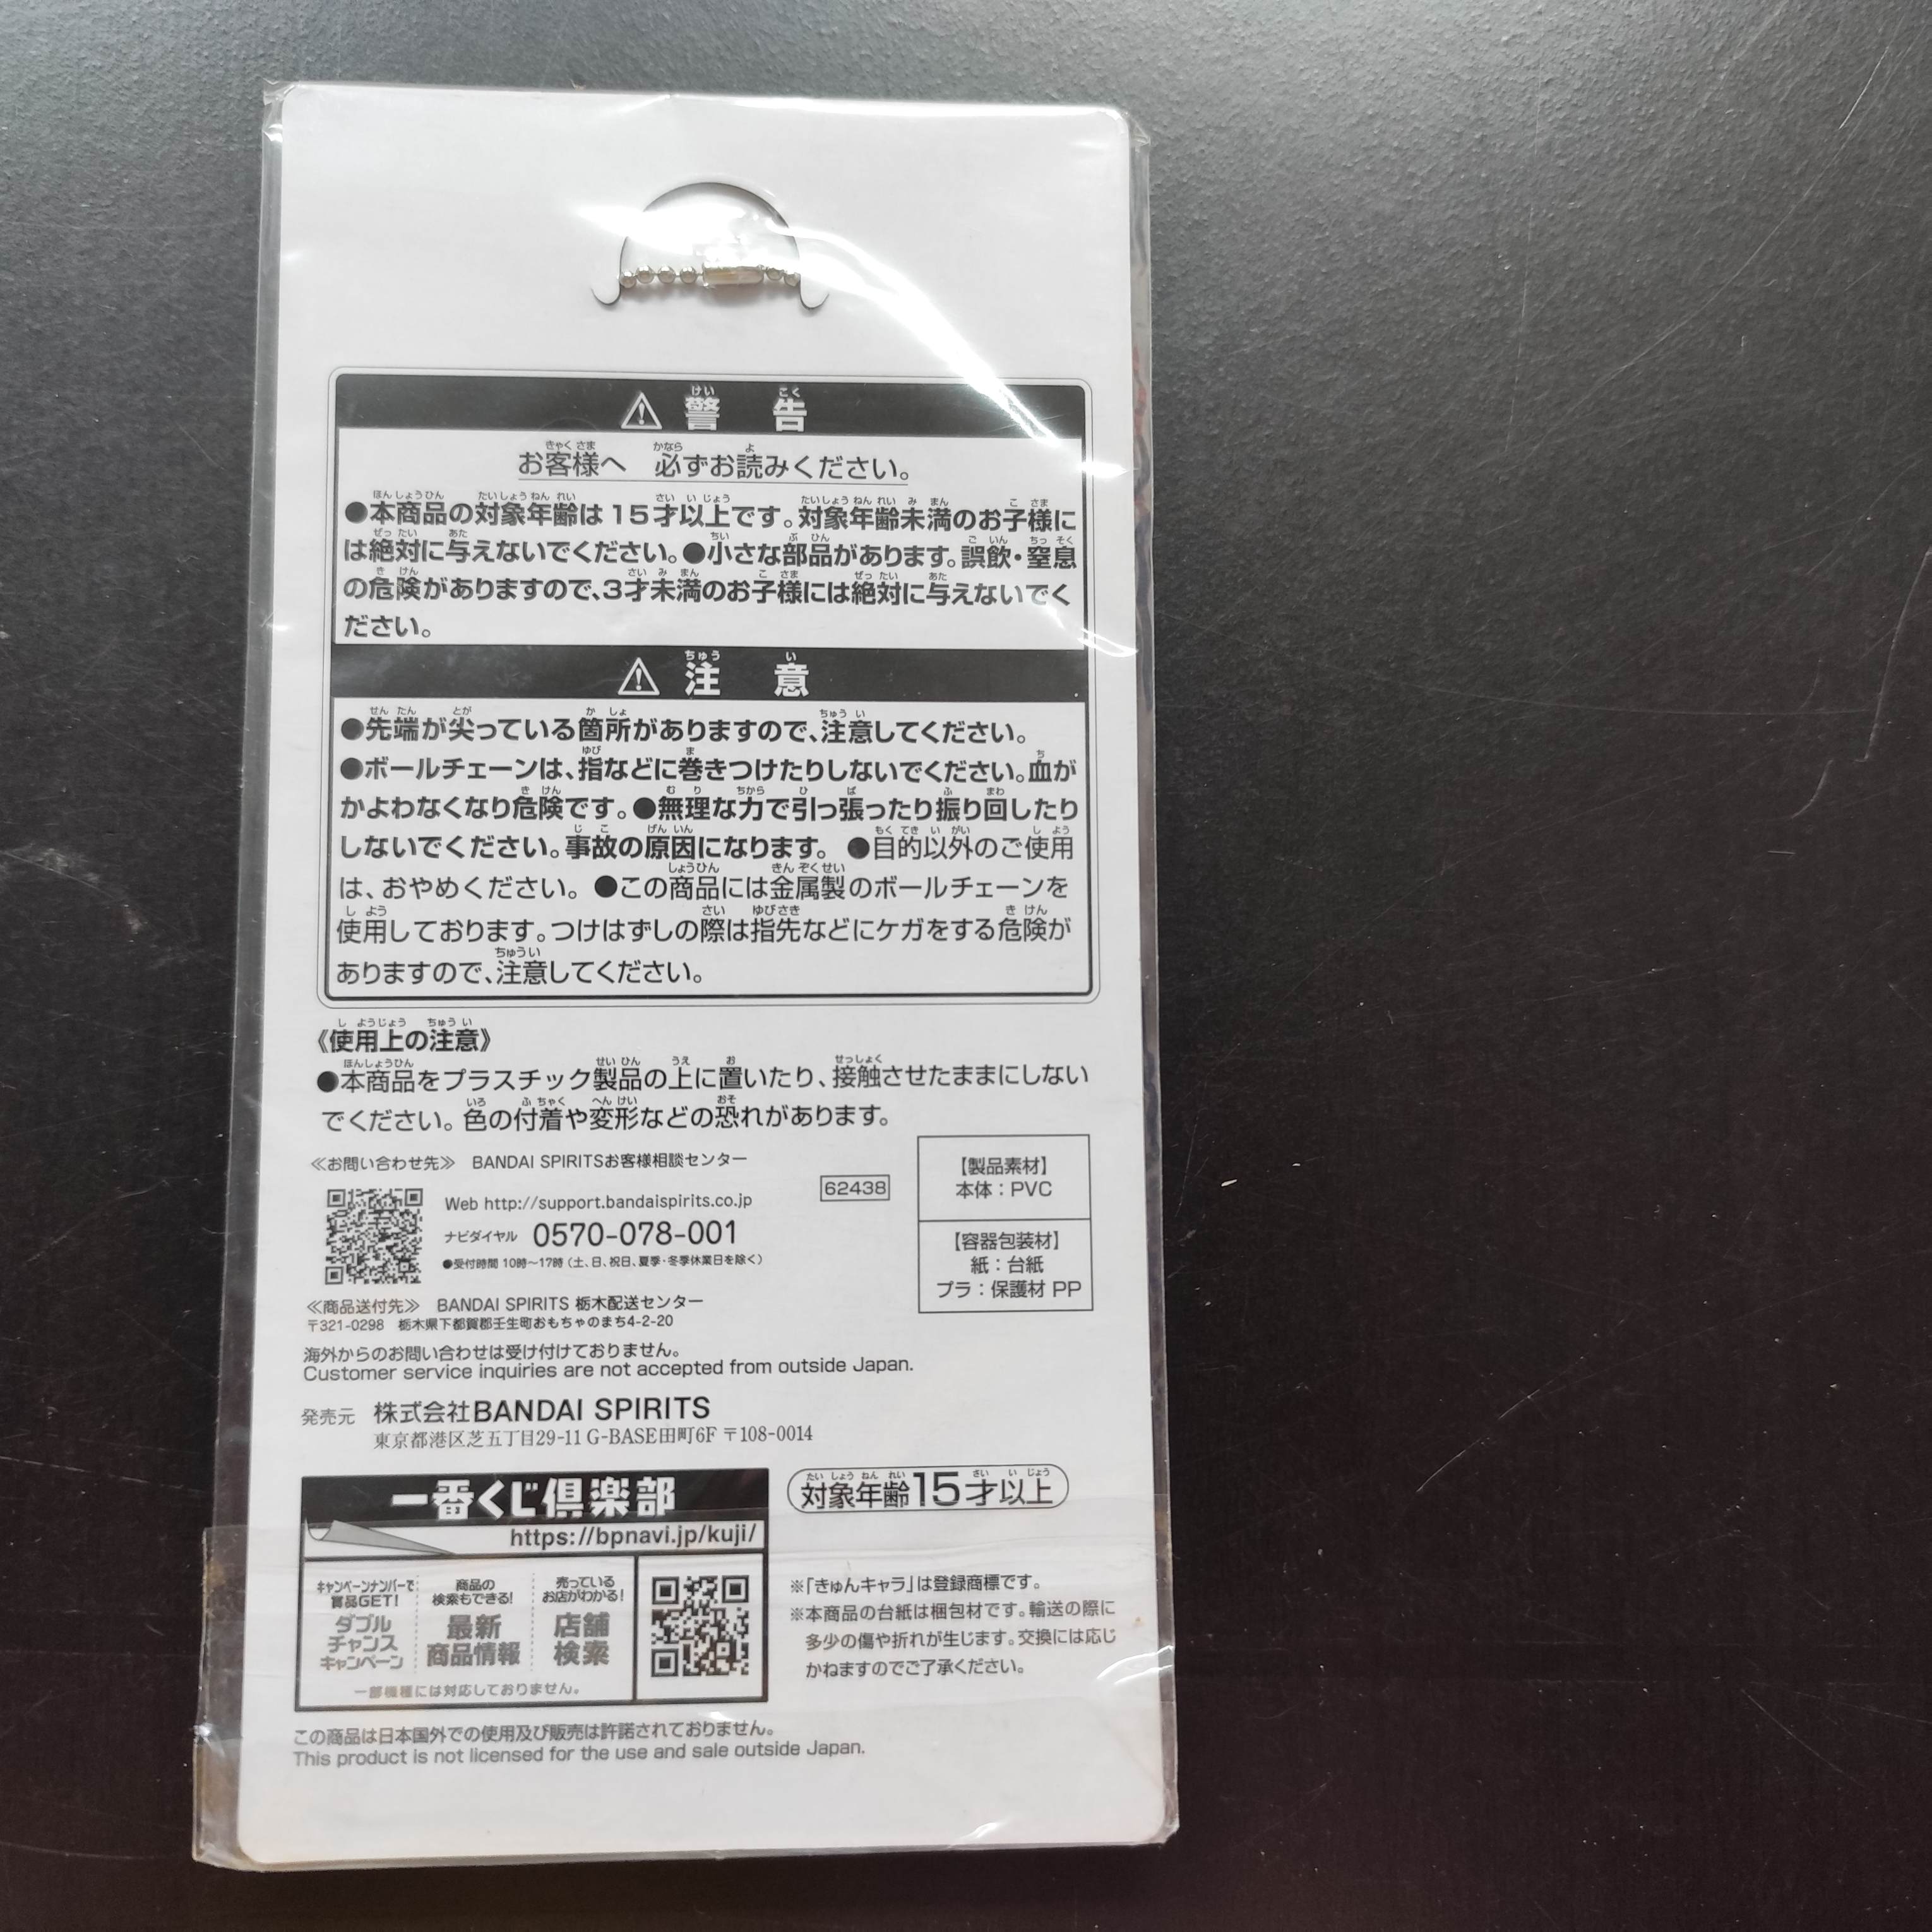 ⚠ 警告
お客様へ 必ずお読みください。
●本商品の対象年齢は15才以上です。対象年齢未満のお子様に
は絶対に与えないでください。●小さな部品があります。誤飲・窒息
の危険がありますので、3才未満のお子様には絶対に与えないでく
ださい。
⚠ 注意
●先端が尖っている箇所がありますので、注意してください。
●ボールチェーンは、指などに巻きつけたりしないでください。血が
かよわなくなり危険です。●無理な力で引っ張ったり振り回したり
しないでください。事故の原因になります。 ●目的以外のご使用
は、おやめください。 ●この商品には金属製のボールチェーンを
使用しております。つけはずしの際は指先などにケガをする危険が
ありますので、注意してください。
《使用上の注意》
●本商品をプラスチック製品の上に置いたり、接触させたままにしない
でください。色の付着や変形などの恐れがあります。
≪お問い合わせ先≫ BANDAI SPIRITSお客様相談センター
Web http://support.bandaispirits.co.jp
ナビダイヤル 0570-078-001
●受付時間 10時〜17時（土、日、祝日、夏季・冬季休業日を除く）
62438
【製品素材】
本体：PVC
【容器包装材】
紙：台紙
プラ：保護材 PP
≪商品送付先≫ BANDAI SPIRITS 栃木配送センター
〒321-0298 栃木県下都賀郡壬生町おもちゃのまち4-2-20
海外からのお問い合わせは受け付けておりません。
Customer service inquiries are not accepted from outside Japan.
発売元 株式会社BANDAI SPIRITS
東京都港区芝五丁目29-11 G-BASE田町6F 〒108-0014
一番くじ倶楽部
https://bpnavi.jp/kuji/
キャンペーンナンバーで
賞品GET!
ダブル
チャンス
キャンペーン
商品の
検索もできる!
最新
商品情報
売っている
お店がわかる!
店舗
検索
一部機種には対応しておりません。
対象年齢15才以上
※「きゅんキャラ」は登録商標です。
※本商品の台紙は梱包材です。輸送の際に
多少の傷や折れが生じます。交換には応じ
かねますのでご了承ください。
この商品は日本国外での使用及び販売は許諾されておりません。
This product is not licensed for the use and sale outside Japan.